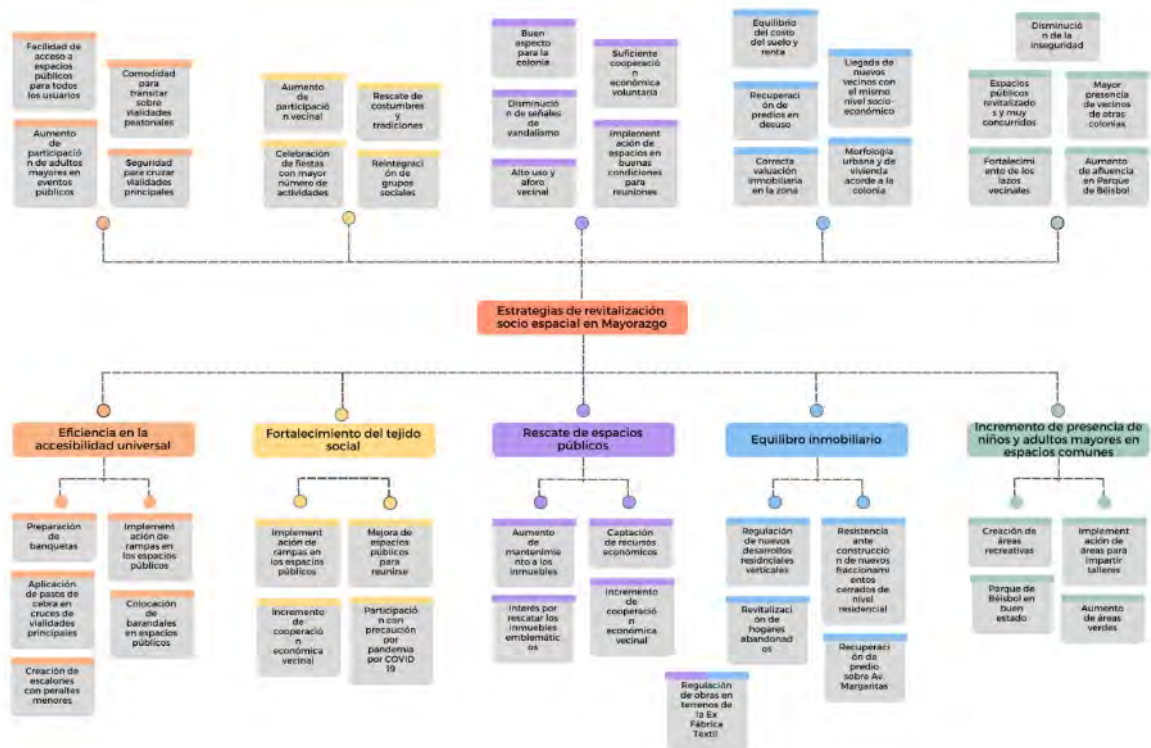 Facilidad de
acceso a
espacios
públicos
para todos
los usuarios
Comodidad
para
transitar
sobre
vialidades
peatonales
Aumento de
participació
n de adultos
mayores en
eventos
públicos
Seguridad
para cruzar
vialidades
principales
Aumento
de
participació
n vecinal
Rescate de
costumbres
y
tradiciones
Celebración
de fiestas
con mayor
número de
actividades
Reintegraci
ón de
grupos
sociales
Buen
aspecto
para la
colonia
Suficiente
cooperació
n
económica
voluntaria
Disminució
n de señales
de
vandalismo
Implement
ación de
espacios en
buenas
condiciones
para
reuniones
Alto uso y
aforo
vecinal
Equilibrio
del costo
del suelo y
renta
Llegada de
nuevos
vecinos con
el mismo
nivel socio-
económico
Recuperaci
ón de
predios en
desuso
Correcta
valuación
inmobiliaria
en la zona
Morfología
urbana y de
vivienda
acorde a la
colonia
Disminució
n de la
inseguridad
Espacios
públicos
revitalizado
s y muy
concurridos
Mayor
presencia
de vecinos
de otras
colonias
Fortalecimi
ento de los
lazos
vecinales
Aumento
de afluencia
en Parque
de Béisbol
Estrategias de revitalización
socio espacial en Mayorazgo
Eficiencia en la
accesibilidad universal
Fortalecimiento del tejido
social
Rescate de espacios
públicos
Equilibro inmobiliario
Incremento de presencia de
niños y adultos mayores en
espacios comunes
Preparación
de
banquetas
Implement
ación de
rampas en
los espacios
públicos
Aplicación
de pasos de
cebra en
cruces de
vialidades
principales
Colocación
de
barandales
en espacios
públicos
Creación de
escalones
con peraltes
menores
Implement
ación de
rampas en
los espacios
públicos
Mejora de
espacios
públicos
para
reunirse
Incremento
de
cooperación
económica
vecinal
Participaci
ón con
precaución
por
pandemia
por COVID
19
Aumento
de
mantenimie
nto a los
inmuebles
Captación
de recursos
económicos
Interés por
rescatar los
inmuebles
emblemátic
os
Incremento
de
cooperació
n
económica
vecinal
Regulación
de nuevos
desarrollos
residnciales
verticales
Resistencia
ante
construcció
n de nuevos
fraccionami
entos
cerrados de
nivel
residencial
Revitalizaci
ón de
hogares
abandonad
os
Recuperaci
ón de
predio
sobre Av.
Margaritas
Regulación
de obras en
terrenos de
la Ex
Fábrica
Textil
Creación de
áreas
recreativas
Implement
ación de
áreas para
impartir
talleres
Parque de
Béisbol en
buen
estado
Aumento
de áreas
verdes